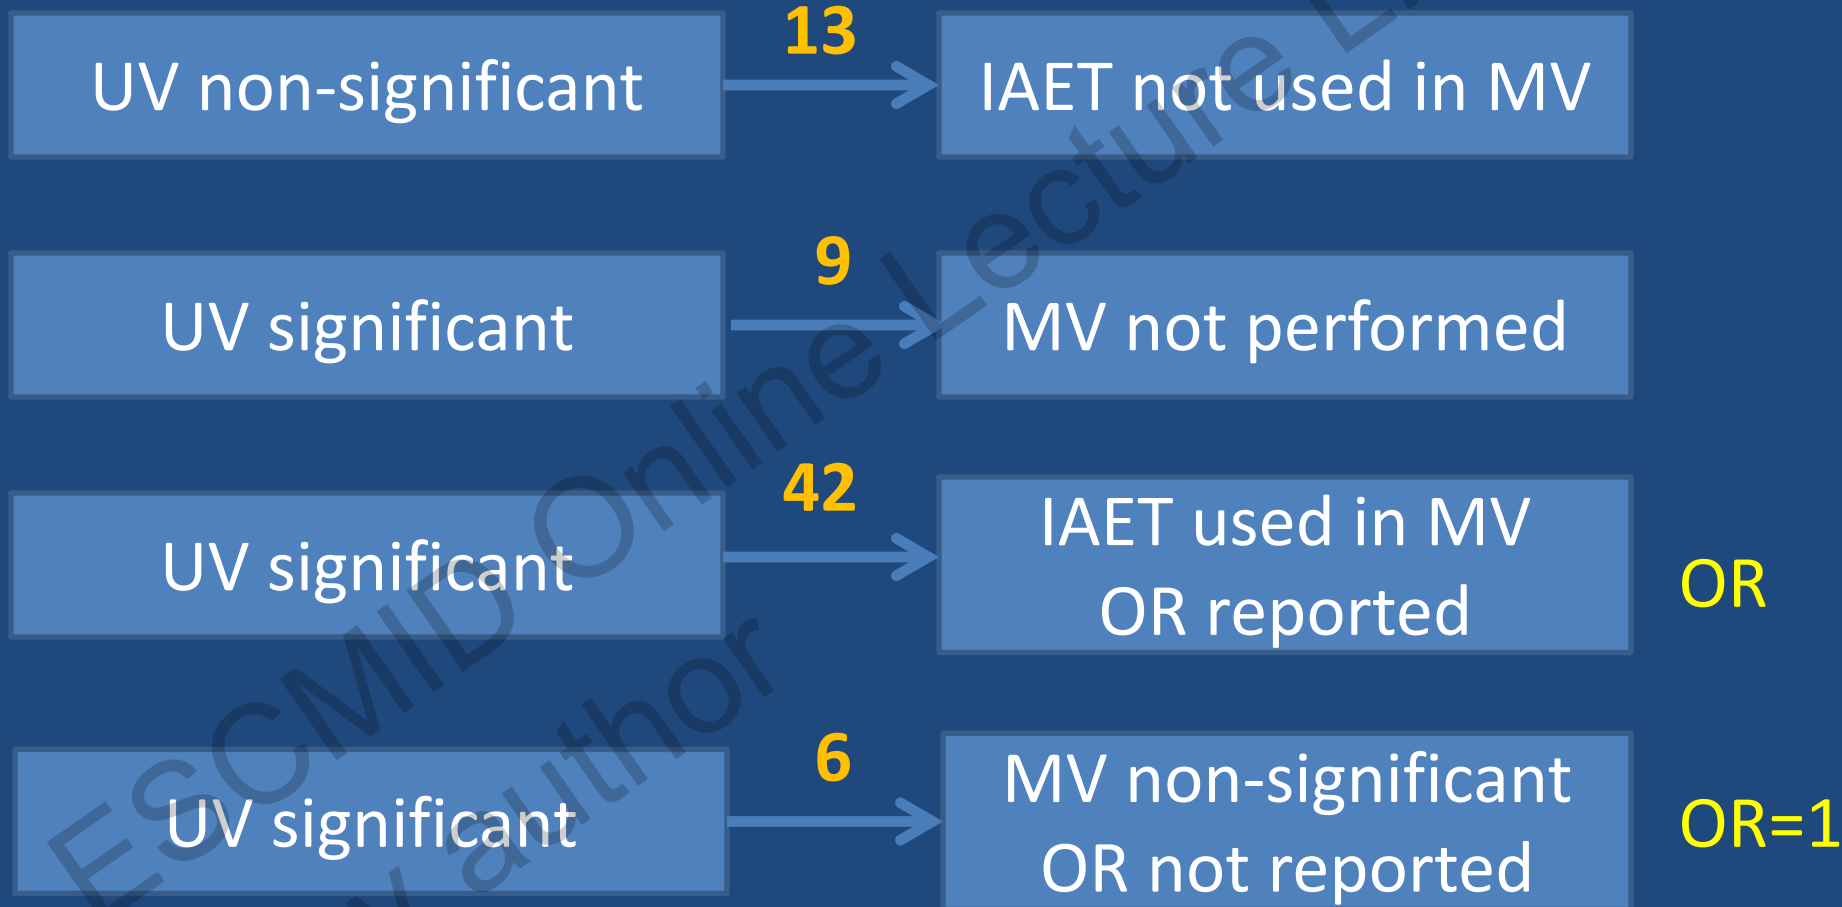 13
UV non-significant
IAET not used in MV
9
UV significant
MV not performed
42
UV significant
IAET used in MV
OR reported
OR
6
UV significant
MV non-significant
OR not reported
OR=1
ESCMID Online Lecture
author